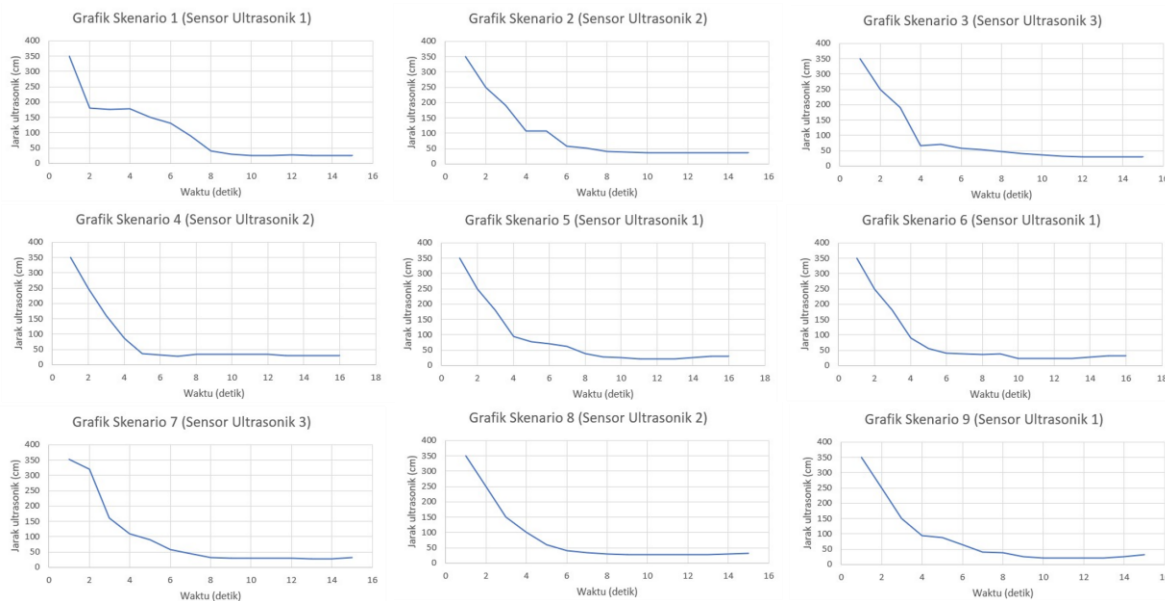 Grafik Skenario 1 (Sensor Ultrasonik 1)
Jarak ultrasonik (cm)
400
350
300
250
200
150
100
50
0
0 2 4 6 8 10 12 14 16
Waktu (detik)
Grafik Skenario 2 (Sensor Ultrasonik 2)
Jarak ultrasonik (cm)
400
350
300
250
200
150
100
50
0
0 2 4 6 8 10 12 14 16
Waktu (detik)
Grafik Skenario 3 (Sensor Ultrasonik 3)
Jarak ultrasonik (cm)
400
350
300
250
200
150
100
50
0
0 2 4 6 8 10 12 14 16
Waktu (detik)
Grafik Skenario 4 (Sensor Ultrasonik 2)
Jarak ultrasonik (cm)
400
350
300
250
200
150
100
50
0
0 2 4 6 8 10 12 14 16 18
Waktu (detik)
Grafik Skenario 5 (Sensor Ultrasonik 1)
Jarak ultrasonik (cm)
400
350
300
250
200
150
100
50
0
0 2 4 6 8 10 12 14 16 18
Waktu (detik)
Grafik Skenario 6 (Sensor Ultrasonik 1)
Jarak ultrasonik (cm)
400
350
300
250
200
150
100
50
0
0 2 4 6 8 10 12 14 16 18
Waktu (detik)
Grafik Skenario 7 (Sensor Ultrasonik 3)
Jarak ultrasonik (cm)
400
350
300
250
200
150
100
50
0
0 2 4 6 8 10 12 14 16
Waktu (detik)
Grafik Skenario 8 (Sensor Ultrasonik 2)
Jarak ultrasonik (cm)
400
350
300
250
200
150
100
50
0
0 2 4 6 8 10 12 14 16
Waktu (detik)
Grafik Skenario 9 (Sensor Ultrasonik 1)
Jarak ultrasonik (cm)
400
350
300
250
200
150
100
50
0
0 2 4 6 8 10 12 14 16
Waktu (detik)